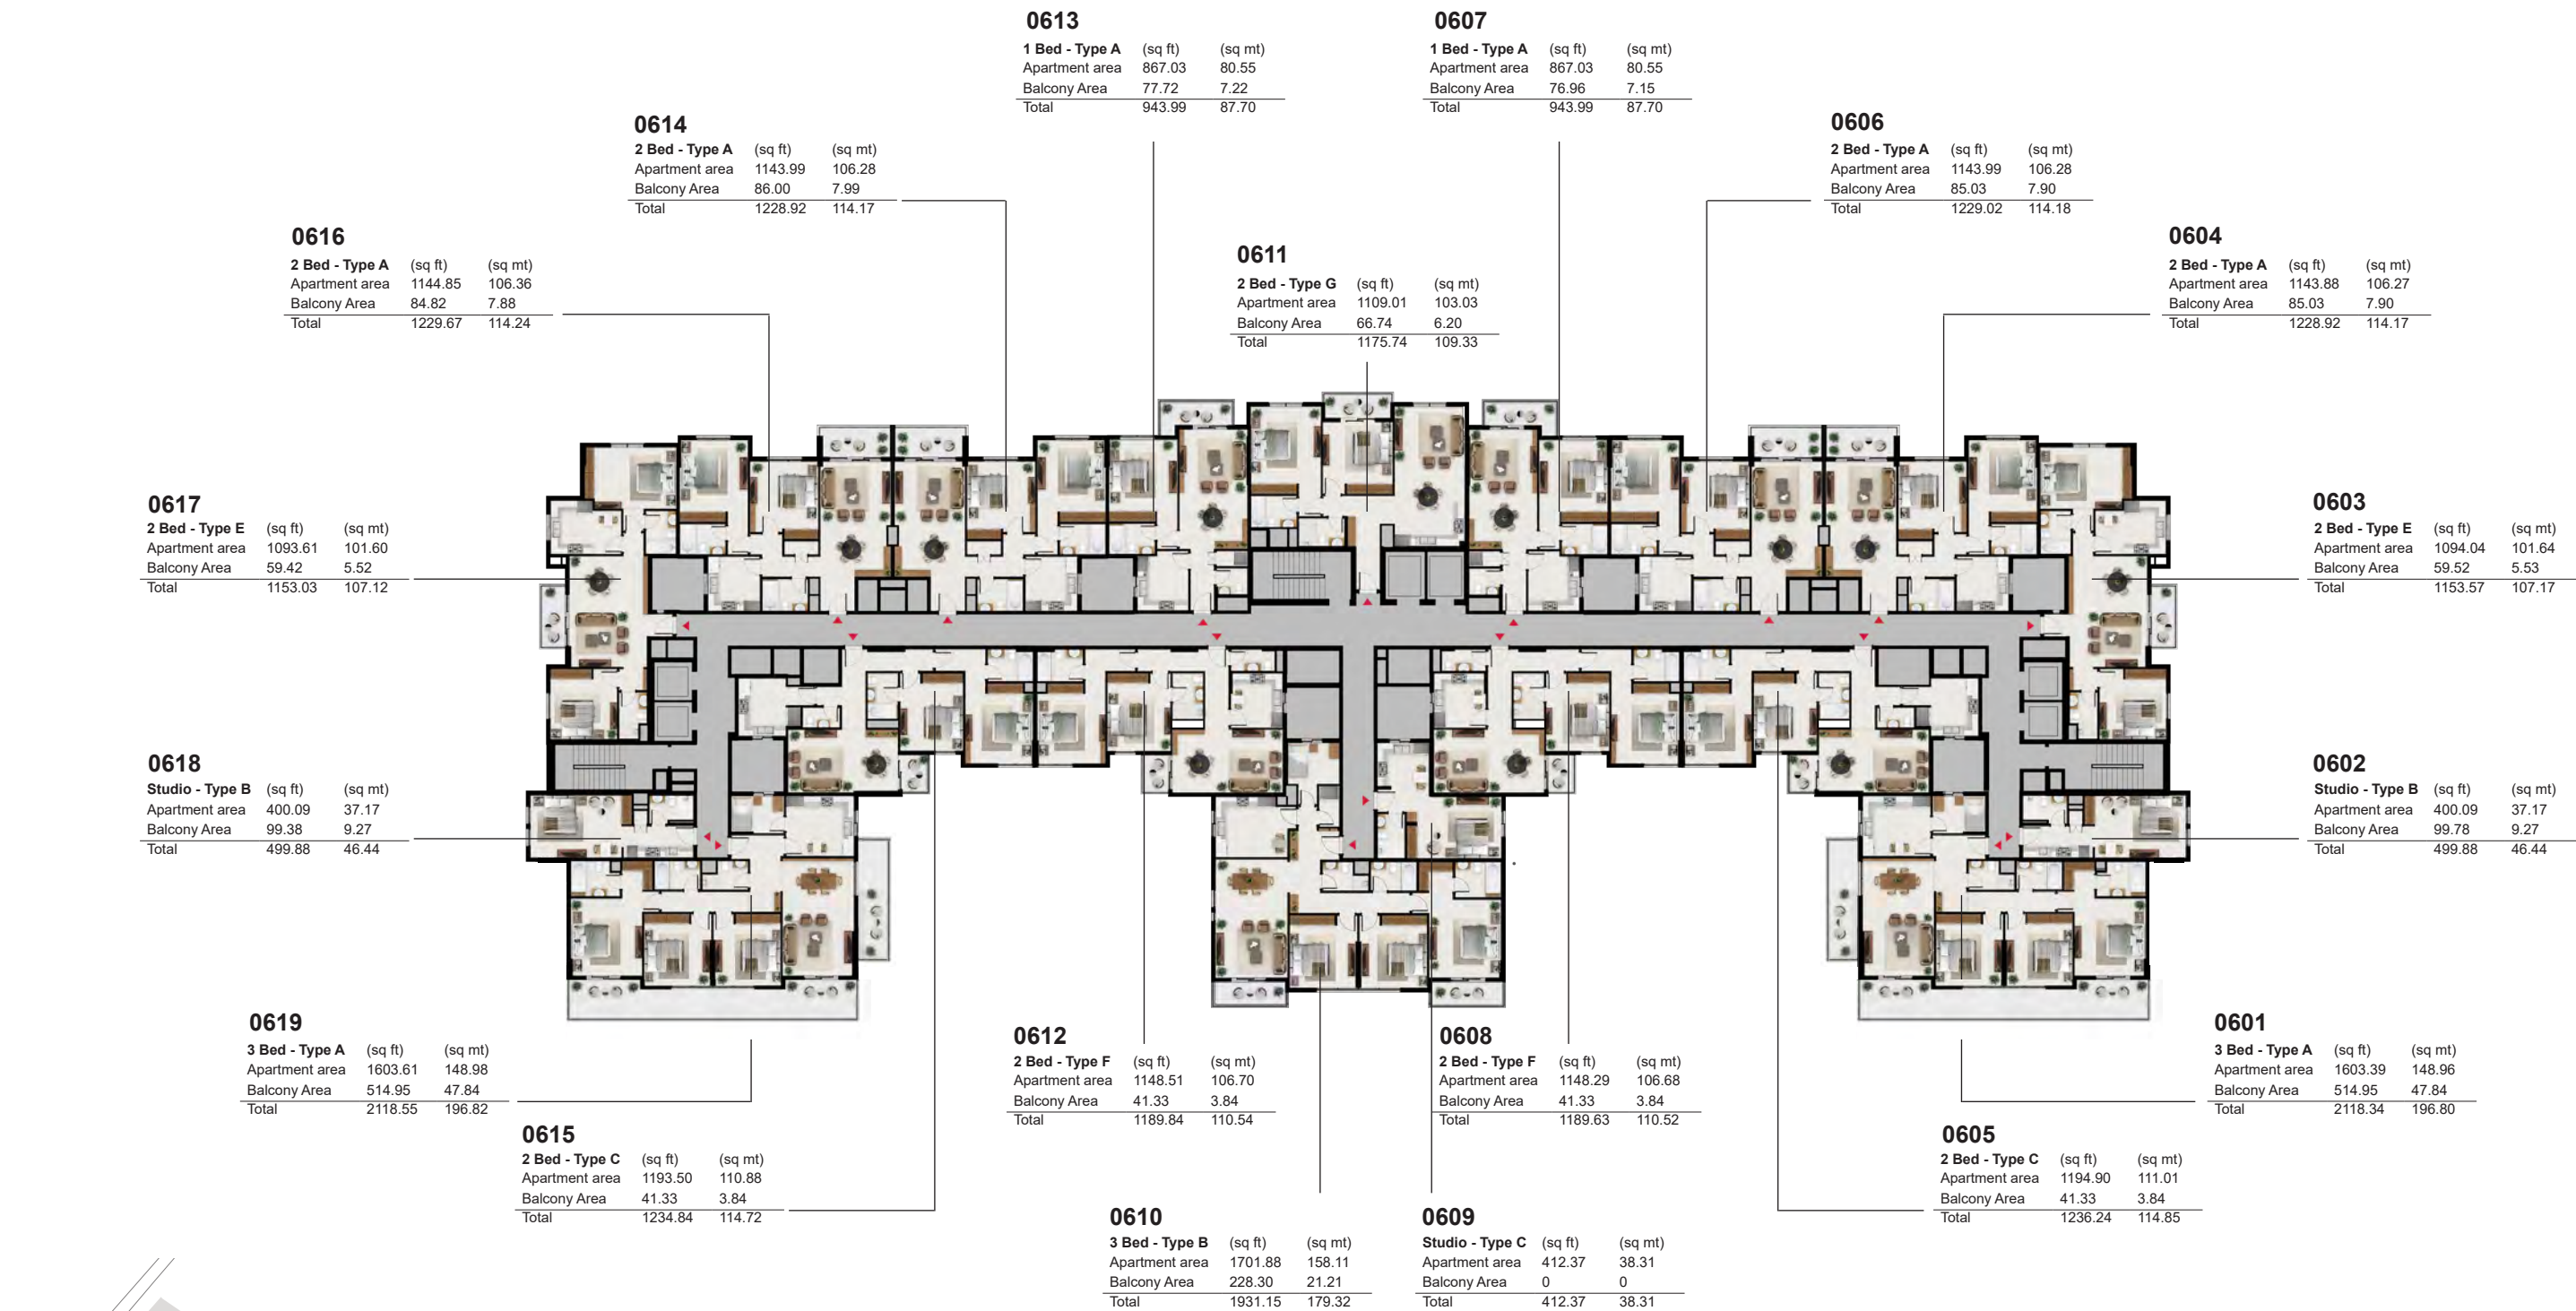 0613
1 Bed - Type A (sq ft) (sq mt)
Apartment area 867.03 80.55
Balcony Area 77.72 7.22
Total 943.99 87.70
0607
1 Bed - Type A (sq ft) (sq mt)
Apartment area 867.03 80.55
Balcony Area 76.96 7.15
Total 943.99 87.70
0614
2 Bed - Type A (sq ft) (sq mt)
Apartment area 1143.99 106.28
Balcony Area 86.00 7.99
Total 1228.92 114.17
0606
2 Bed - Type A (sq ft) (sq mt)
Apartment area 1143.99 106.28
Balcony Area 85.03 7.90
Total 1229.02 114.18
0616
2 Bed - Type A (sq ft) (sq mt)
Apartment area 1144.85 106.36
Balcony Area 84.82 7.88
Total 1229.67 114.24
0611
2 Bed - Type G (sq ft) (sq mt)
Apartment area 1109.01 103.03
Balcony Area 66.74 6.20
Total 1175.74 109.33
0604
2 Bed - Type A (sq ft) (sq mt)
Apartment area 1143.88 106.27
Balcony Area 85.03 7.90
Total 1228.92 114.17
0617
2 Bed - Type E (sq ft) (sq mt)
Apartment area 1093.61 101.60
Balcony Area 59.42 5.52
Total 1153.03 107.12
0603
2 Bed - Type E (sq ft) (sq mt)
Apartment area 1094.04 101.64
Balcony Area 59.52 5.53
Total 1153.57 107.17
0618
Studio - Type B (sq ft) (sq mt)
Apartment area 400.09 37.17
Balcony Area 99.38 9.27
Total 499.88 46.44
0602
Studio - Type B (sq ft) (sq mt)
Apartment area 400.09 37.17
Balcony Area 99.78 9.27
Total 499.88 46.44
0619
3 Bed - Type A (sq ft) (sq mt)
Apartment area 1603.61 148.98
Balcony Area 514.95 47.84
Total 2118.55 196.82
0612
2 Bed - Type F (sq ft) (sq mt)
Apartment area 1148.51 106.70
Balcony Area 41.33 3.84
Total 1189.84 110.54
0608
2 Bed - Type F (sq ft) (sq mt)
Apartment area 1148.29 106.68
Balcony Area 41.33 3.84
Total 1189.63 110.52
0601
3 Bed - Type A (sq ft) (sq mt)
Apartment area 1603.39 148.96
Balcony Area 514.95 47.84
Total 2118.34 196.80
0615
2 Bed - Type C (sq ft) (sq mt)
Apartment area 1193.50 110.88
Balcony Area 41.33 3.84
Total 1234.84 114.72
0605
2 Bed - Type C (sq ft) (sq mt)
Apartment area 1194.90 111.01
Balcony Area 41.33 3.84
Total 1236.24 114.85
0610
3 Bed - Type B (sq ft) (sq mt)
Apartment area 1701.88 158.11
Balcony Area 228.30 21.21
Total 1931.15 179.32
0609
Studio - Type C (sq ft) (sq mt)
Apartment area 412.37 38.31
Balcony Area 0 0
Total 412.37 38.31